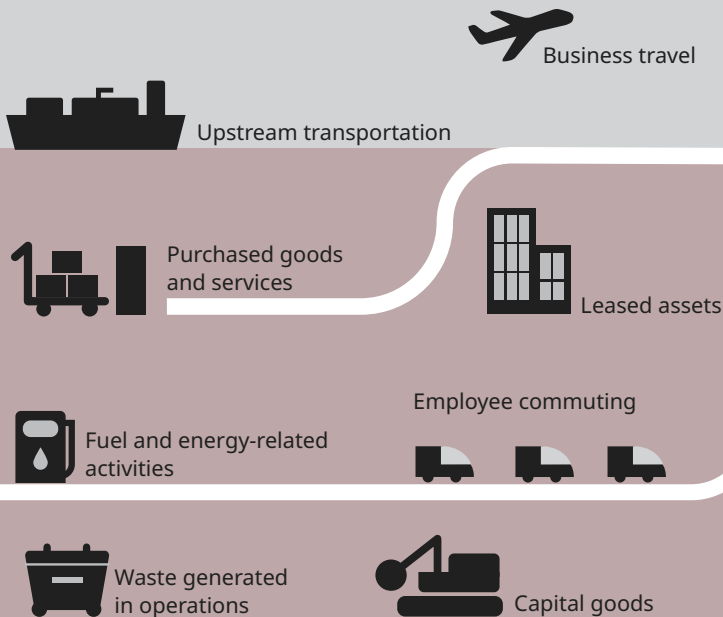 Business travel
Upstream transportation
Purchased goods
and services
Leased assets
Employee commuting
Fuel and energy-related
activities
Waste generated
in operations
Capital goods